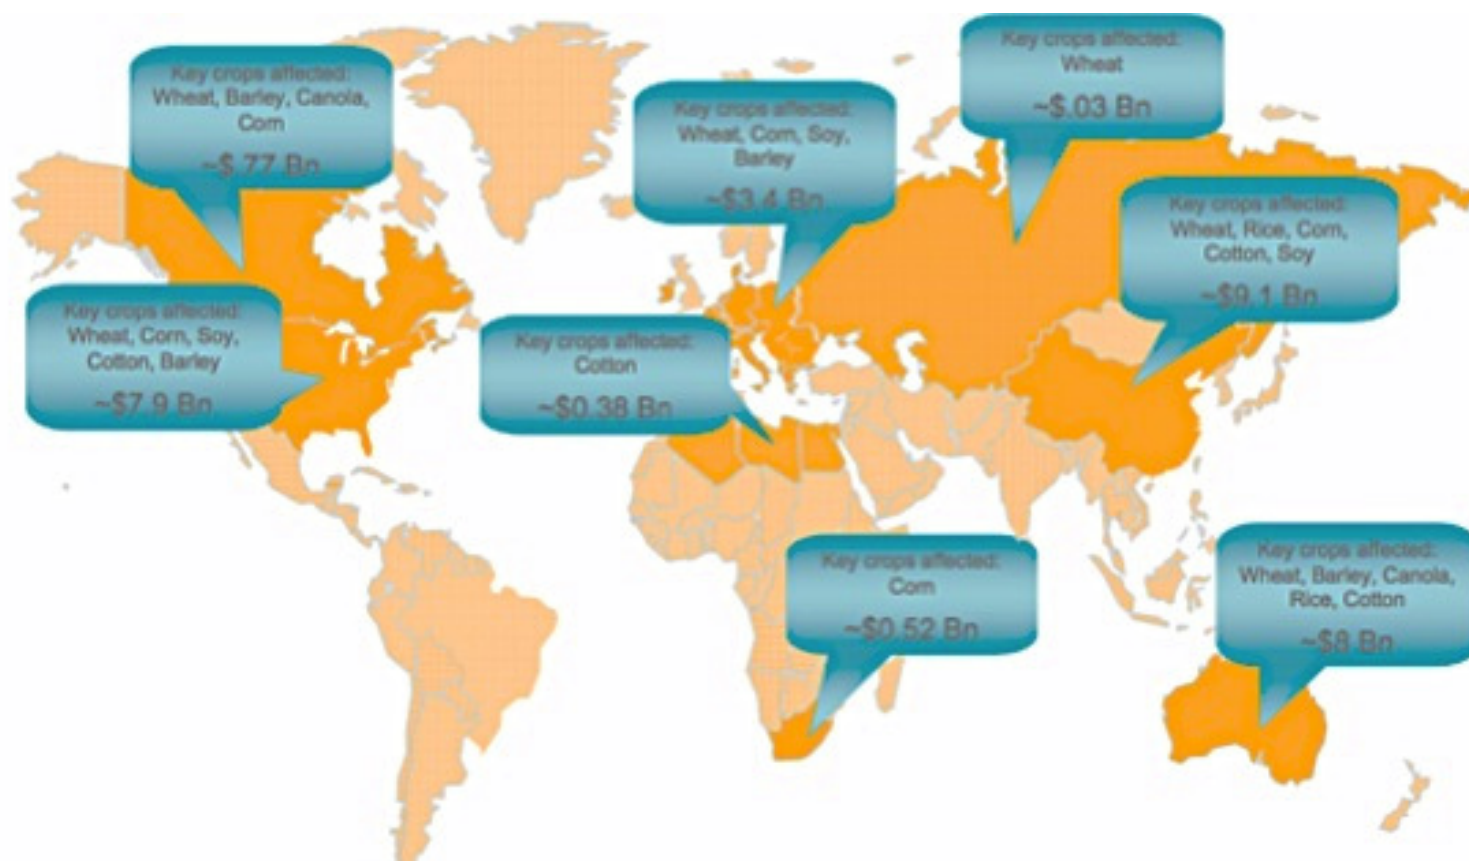 Key crops affected:
Wheat, Barley, Canola,
Corn
~$.77 Bn
Key crops affected:
Wheat, Corn, Soy,
Barley
~$3.4 Bn
Key crops affected:
Wheat
~$.03 Bn
Key crops affected:
Wheat, Rice, Corn,
Cotton, Soy
~$9.1 Bn
Key crops affected:
Wheat, Corn, Soy,
Cotton, Barley
~$7.9 Bn
Key crops affected:
Cotton
~$0.38 Bn
Key crops affected:
Corn
~$0.52 Bn
Key crops affected:
Wheat, Barley, Canola,
Rice, Cotton
~$8 Bn